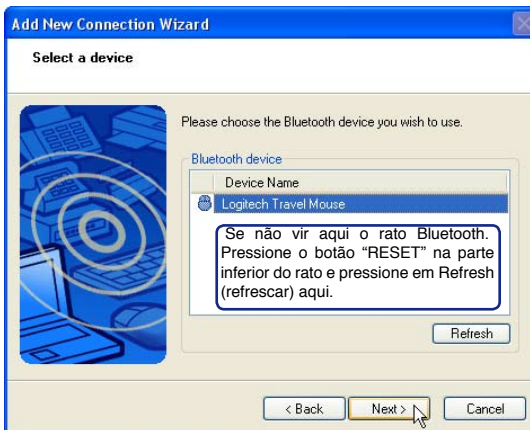 Add New Connection Wizard
Select a device
Please choose the Bluetooth device you wish to use.
Bluetooth device
Device Name
Logitech Travel Mouse
Se não vir aqui o rato Bluetooth.
Pressione o botão “RESET” na parte
inferior do rato e pressione em Refresh
(refrescar) aqui.
Refresh
< Back
Next >
Cancel